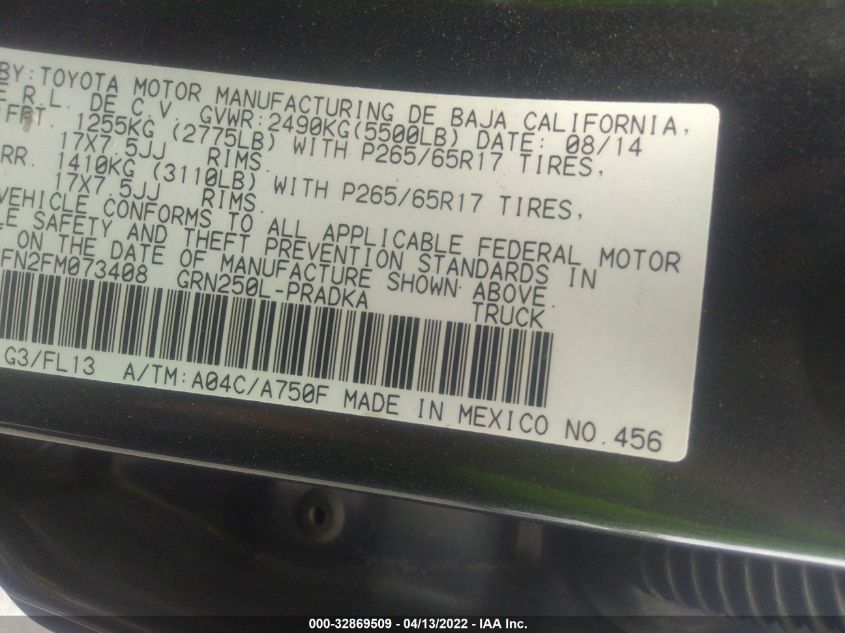 BY: TOYOTA MOTOR MANUFACTURING DE BAJA CALIFORNIA,
E R.L. DE C.V. GVWR: 2490KG(5500LB) DATE: 08/14
FRT. 1255KG (2775LB) WITH P265/65R17 TIRES,
17X7.5JJ RIMS.
RR. 1410KG (3110LB) WITH P265/65R17 TIRES,
17X7.5JJ RIMS.
VEHICLE CONFORMS TO ALL APPLICABLE FEDERAL MOTOR
LE SAFETY AND THEFT PREVENTION STANDARDS IN
ON THE DATE OF MANUFACTURE SHOWN ABOVE.
FN2FM073408 GRN250L-PRADKA TRUCK
G3/FL13 A/TM: A04C/A750F MADE IN MEXICO NO. 456
000-32869509 - 04/13/2022 - IAA Inc.